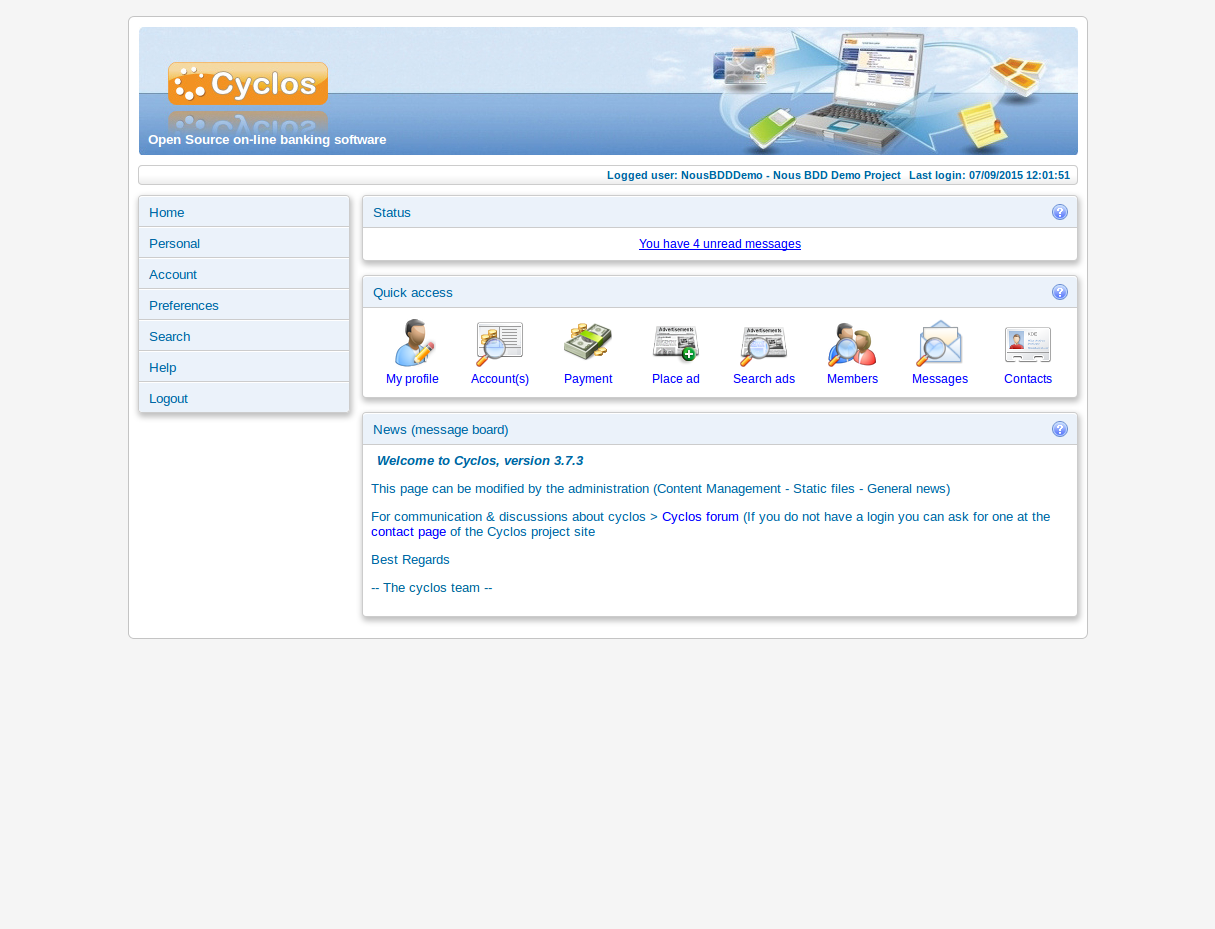 Cyclos
Open Source on-line banking software
Logged user: NousBDDDemo - Nous BDD Demo Project Last login: 07/09/2015 12:01:51
Home
Personal
Account
Preferences
Search
Help
Logout
Status
You have 4 unread messages
Quick access
Advertisements
Advertisements
My profile
Account(s)
Payment
Place ad
Search ads
Members
Messages
Contacts
News (message board)
Welcome to Cyclos, version 3.7.3
This page can be modified by the administration (Content Management - Static files - General news)
For communication & discussions about cyclos > Cyclos forum (If you do not have a login you can ask for one at the
contact page of the Cyclos project site
Best Regards
-- The cyclos team --